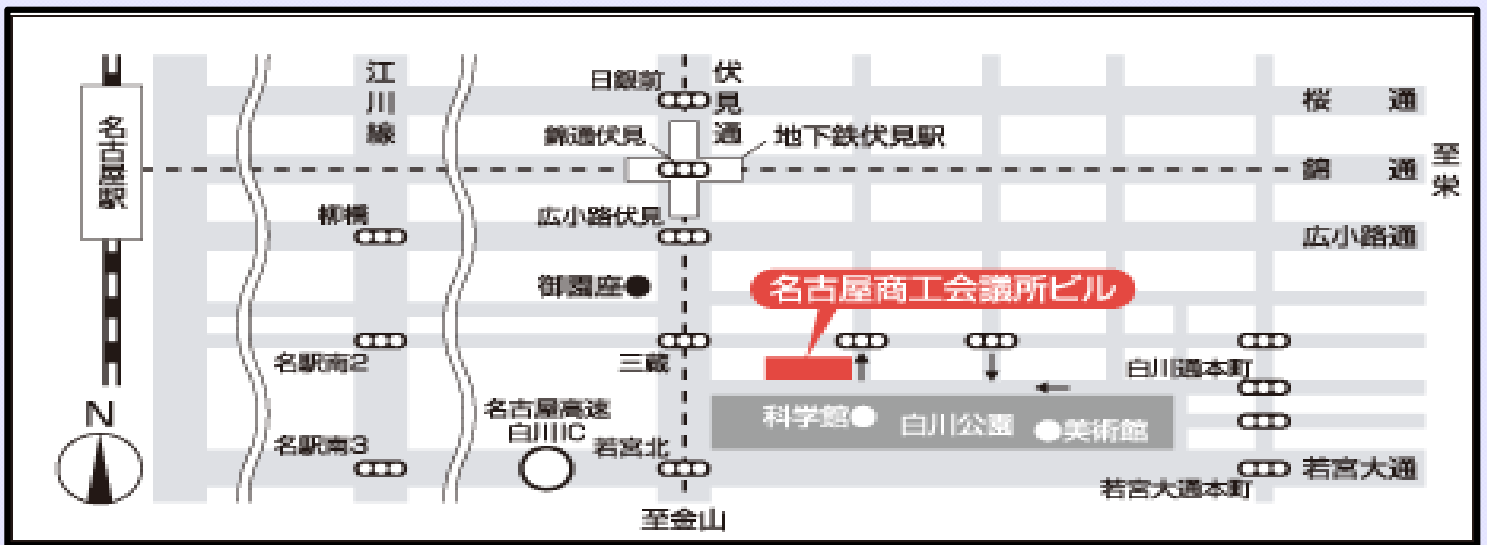 江川線
日銀前
伏見通
桜通
名古屋駅
錦通伏見
地下鉄伏見駅
錦通
至栄
柳橋
広小路伏見
広小路通
御園座
名古屋商工会議所ビル
名駅南2
三蔵
白川通本町
N
名古屋高速
白川IC
科学館
白川公園
美術館
名駅南3
若宮北
若宮大通
若宮大通本町
至金山